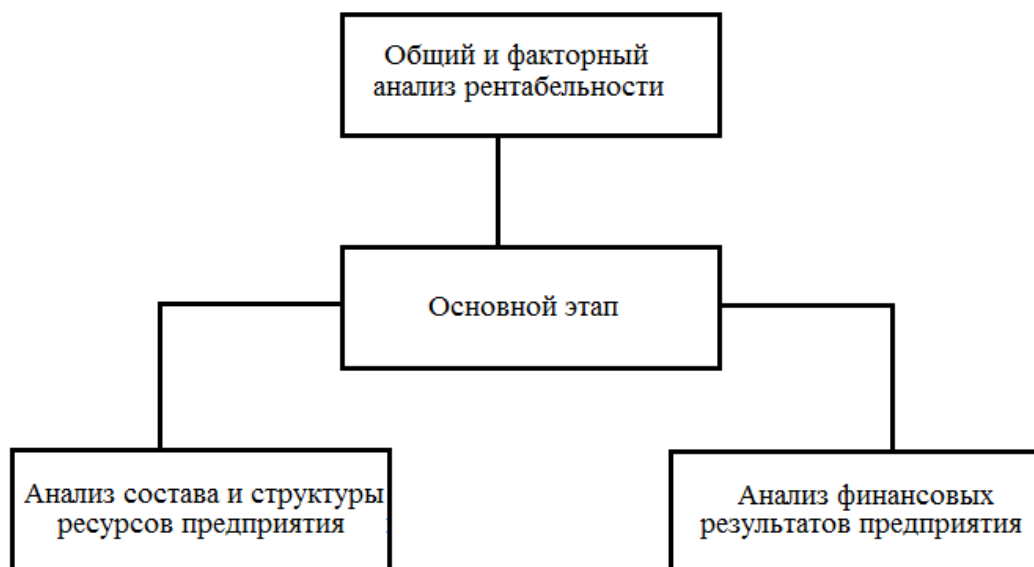 Общий и факторный
анализ рентабельности
Основной этап
Анализ состава и структуры
ресурсов предприятия
Анализ финансовых
результатов предприятия